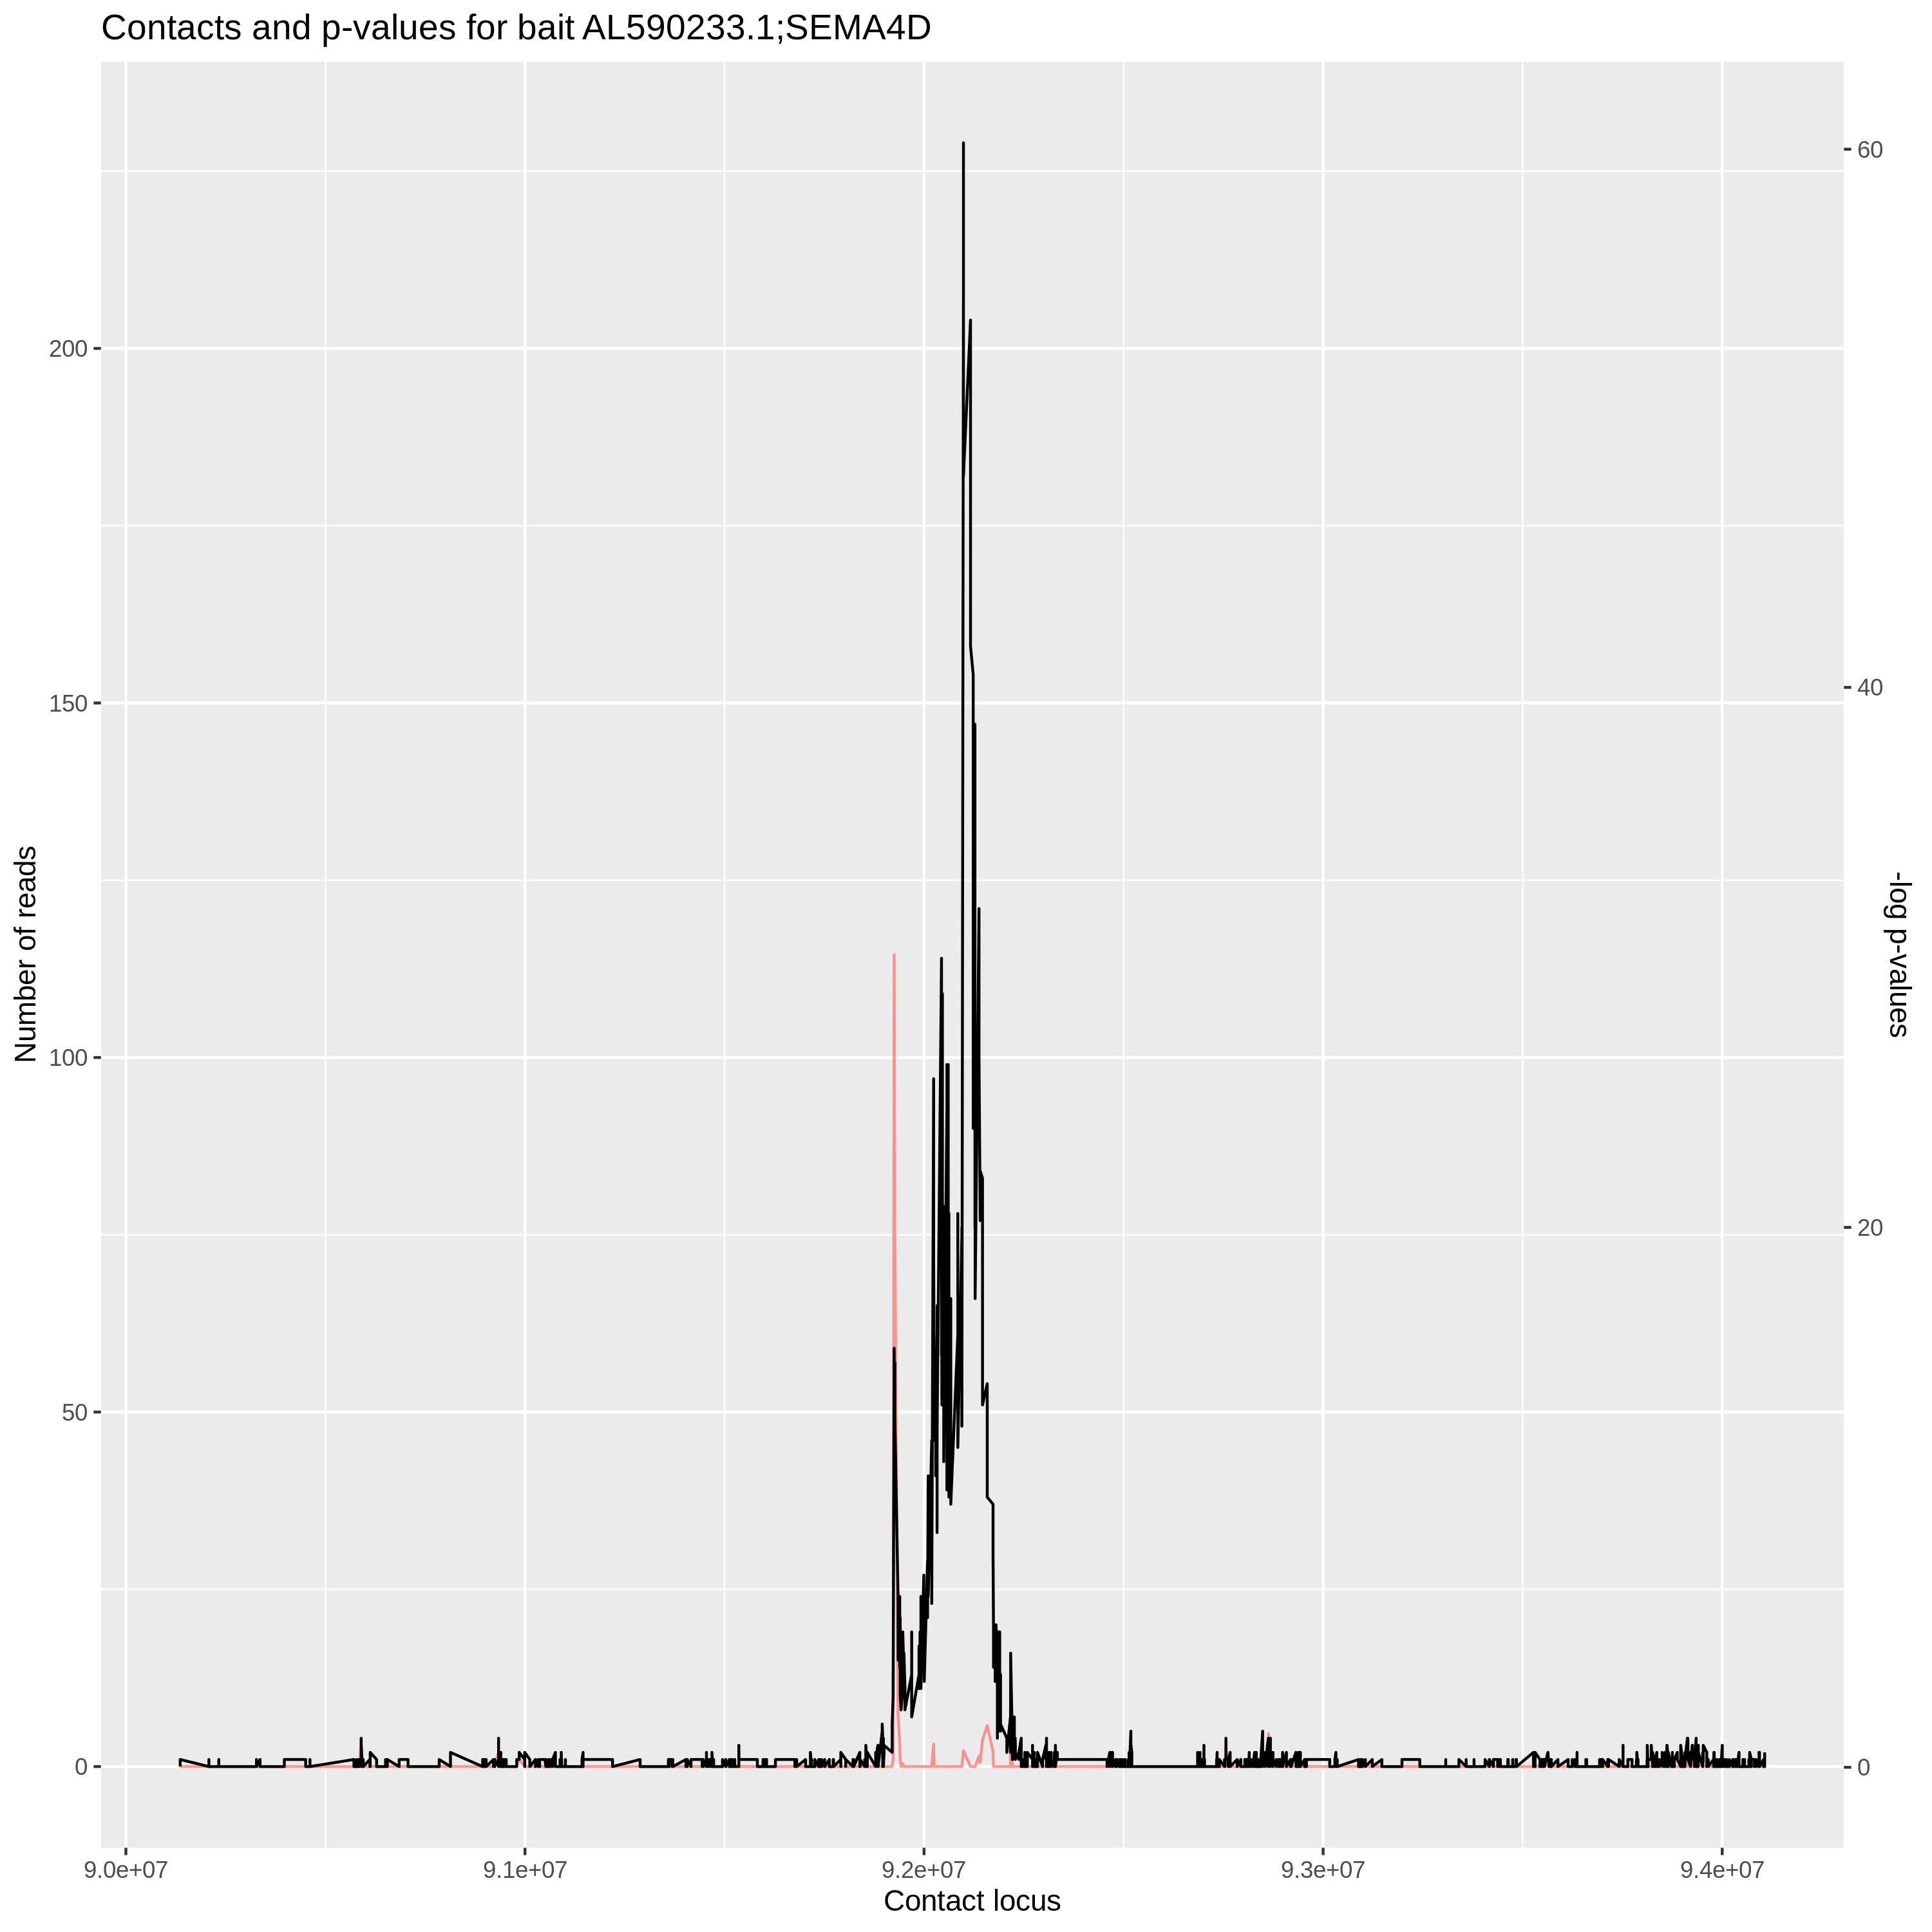 Contacts and p-values for bait AL590233.1;SEMA4D
Number of reads
200
150
100
50
0
60
40
20
0
-log p-values
9.0e+07 9.1e+07 9.2e+07 9.3e+07 9.4e+07
Contact locus